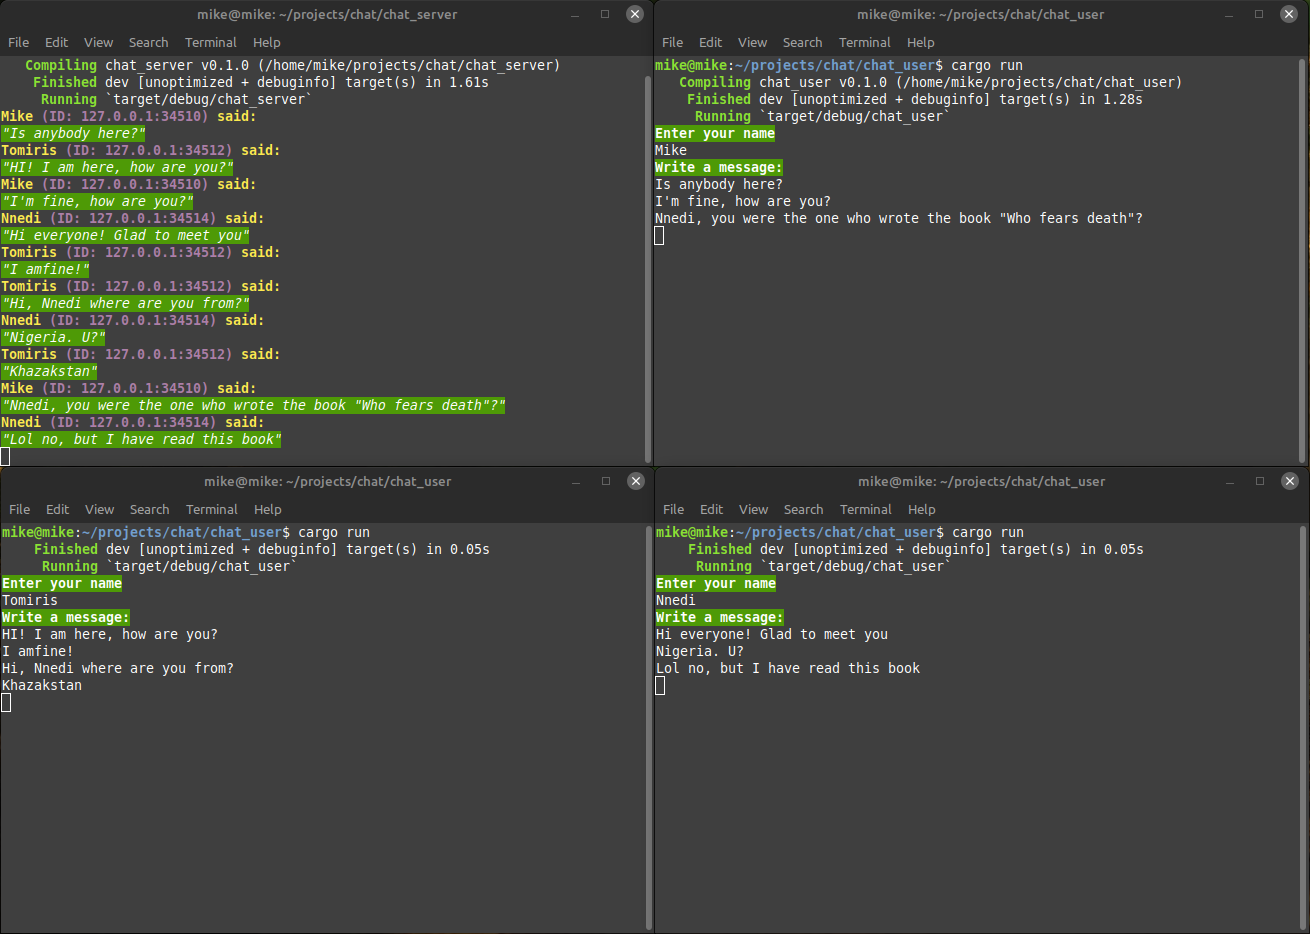 mike@mike: ~/projects/chat/chat_server
File Edit View Search Terminal Help
Compiling chat_server v0.1.0 (/home/mike/projects/chat/chat_server)
Finished dev [unoptimized + debuginfo] target(s) in 1.61s
Running `target/debug/chat_server`
Mike (ID: 127.0.0.1:34510) said:
"Is anybody here?"
Tomiris (ID: 127.0.0.1:34512) said:
"HI! I am here, how are you?"
Mike (ID: 127.0.0.1:34510) said:
"I'm fine, how are you?"
Nnedi (ID: 127.0.0.1:34514) said:
"Hi everyone! Glad to meet you"
Tomiris (ID: 127.0.0.1:34512) said:
"I amfine!"
Tomiris (ID: 127.0.0.1:34512) said:
"Hi, Nnedi where are you from?"
Nnedi (ID: 127.0.0.1:34514) said:
"Nigeria. U?"
Tomiris (ID: 127.0.0.1:34512) said:
"Khazakstan"
Mike (ID: 127.0.0.1:34510) said:
"Nnedi, you were the one who wrote the book "Who fears death"?"
Nnedi (ID: 127.0.0.1:34514) said:
"Lol no, but I have read this book"
mike@mike: ~/projects/chat/chat_user
File Edit View Search Terminal Help
mike@mike:~/projects/chat/chat_user$ cargo run
Compiling chat_user v0.1.0 (/home/mike/projects/chat/chat_user)
Finished dev [unoptimized + debuginfo] target(s) in 1.28s
Running `target/debug/chat_user`
Enter your name
Mike
Write a message:
Is anybody here?
I'm fine, how are you?
Nnedi, you were the one who wrote the book "Who fears death"?
mike@mike: ~/projects/chat/chat_user
File Edit View Search Terminal Help
mike@mike:~/projects/chat/chat_user$ cargo run
Finished dev [unoptimized + debuginfo] target(s) in 0.05s
Running `target/debug/chat_user`
Enter your name
Tomiris
Write a message:
HI! I am here, how are you?
I amfine!
Hi, Nnedi where are you from?
Khazakstan
mike@mike: ~/projects/chat/chat_user
File Edit View Search Terminal Help
mike@mike:~/projects/chat/chat_user$ cargo run
Finished dev [unoptimized + debuginfo] target(s) in 0.05s
Running `target/debug/chat_user`
Enter your name
Nnedi
Write a message:
Hi everyone! Glad to meet you
Nigeria. U?
Lol no, but I have read this book